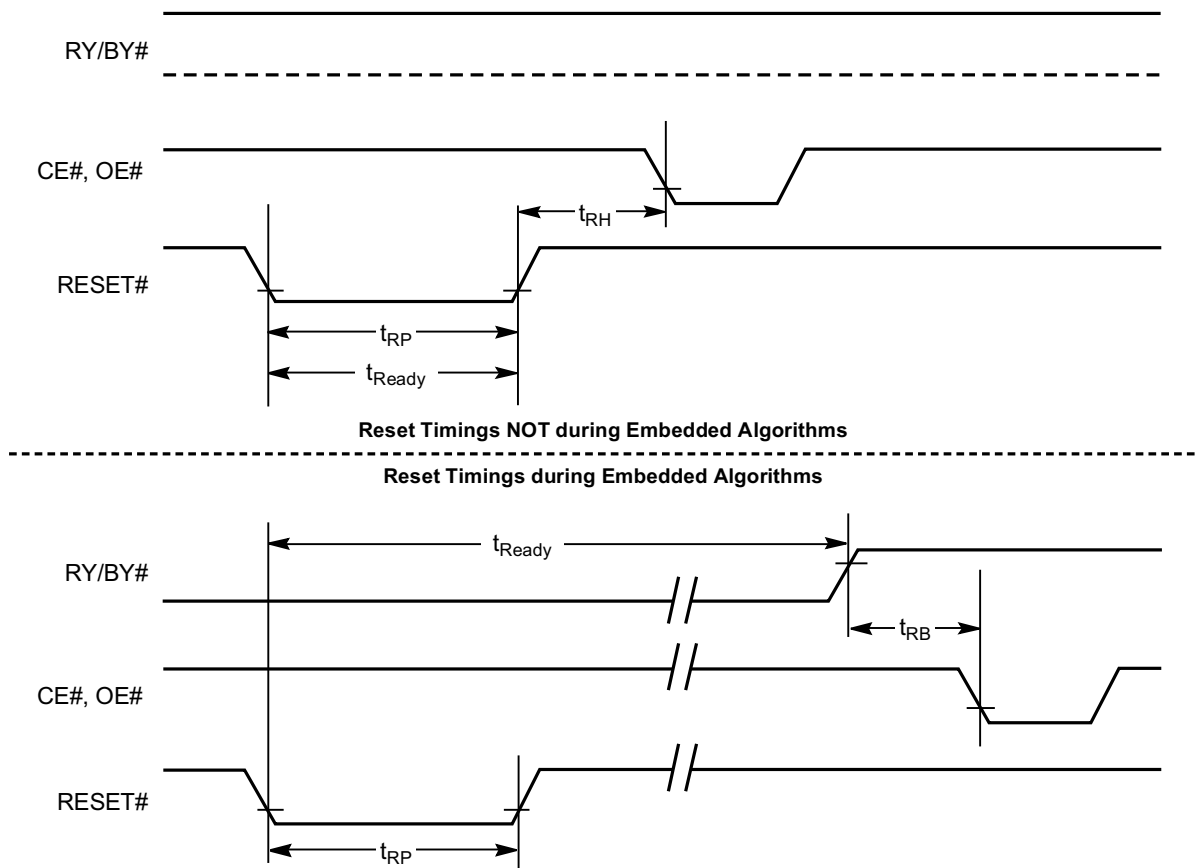 RY/BY#
CE#, OE#
tRH
RESET#
tRP
tReady
Reset Timings NOT during Embedded Algorithms
Reset Timings during Embedded Algorithms
tReady
RY/BY#
tRB
CE#, OE#
RESET#
tRP